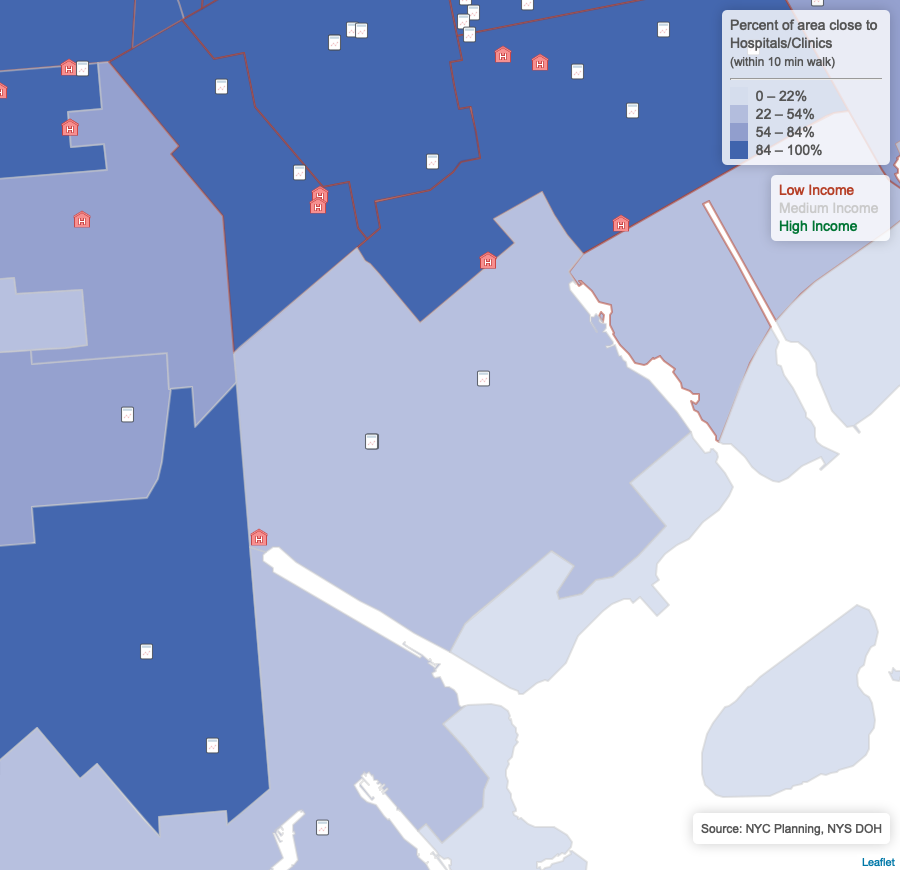 Percent of area close to
Hospitals/Clinics
(within 10 min walk)
0 – 22%
22 – 54%
54 – 84%
84 – 100%
Low Income
Medium Income
High Income
H
H
H
H
H
H
H
H
H
H
H
Source: NYC Planning, NYS DOH
Leaflet